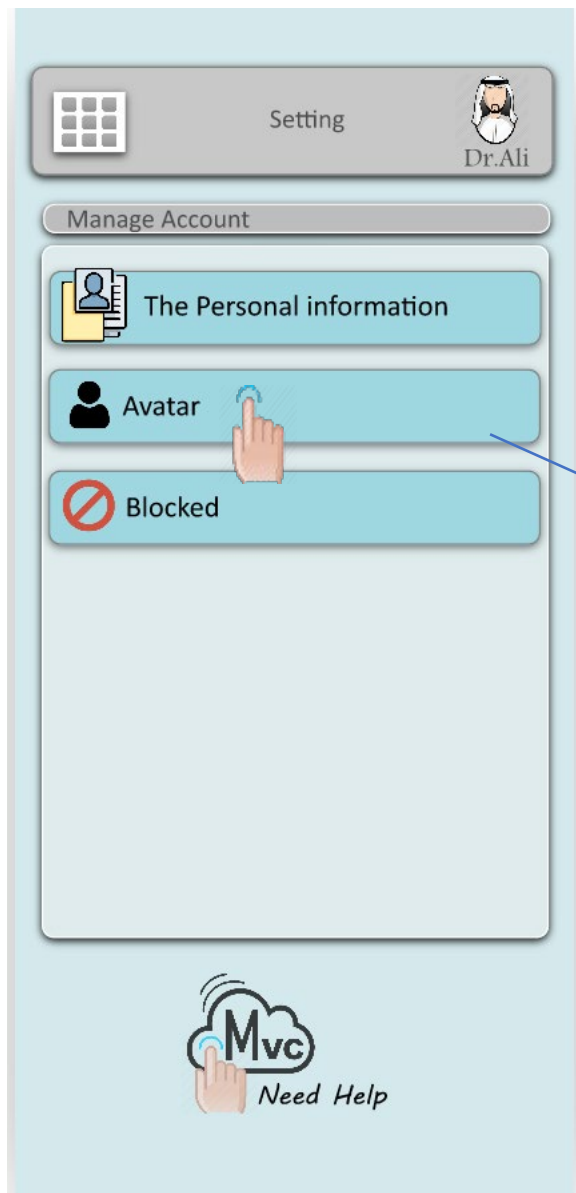 Setting
Dr.Ali
Manage Account
The Personal information
Avatar
Blocked
Mvc
Need Help